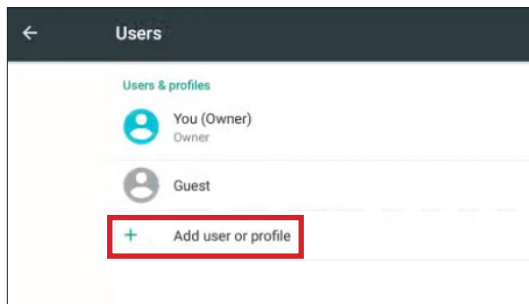 Users
Users & profiles
You (Owner)
Owner
Guest
Add user or profile